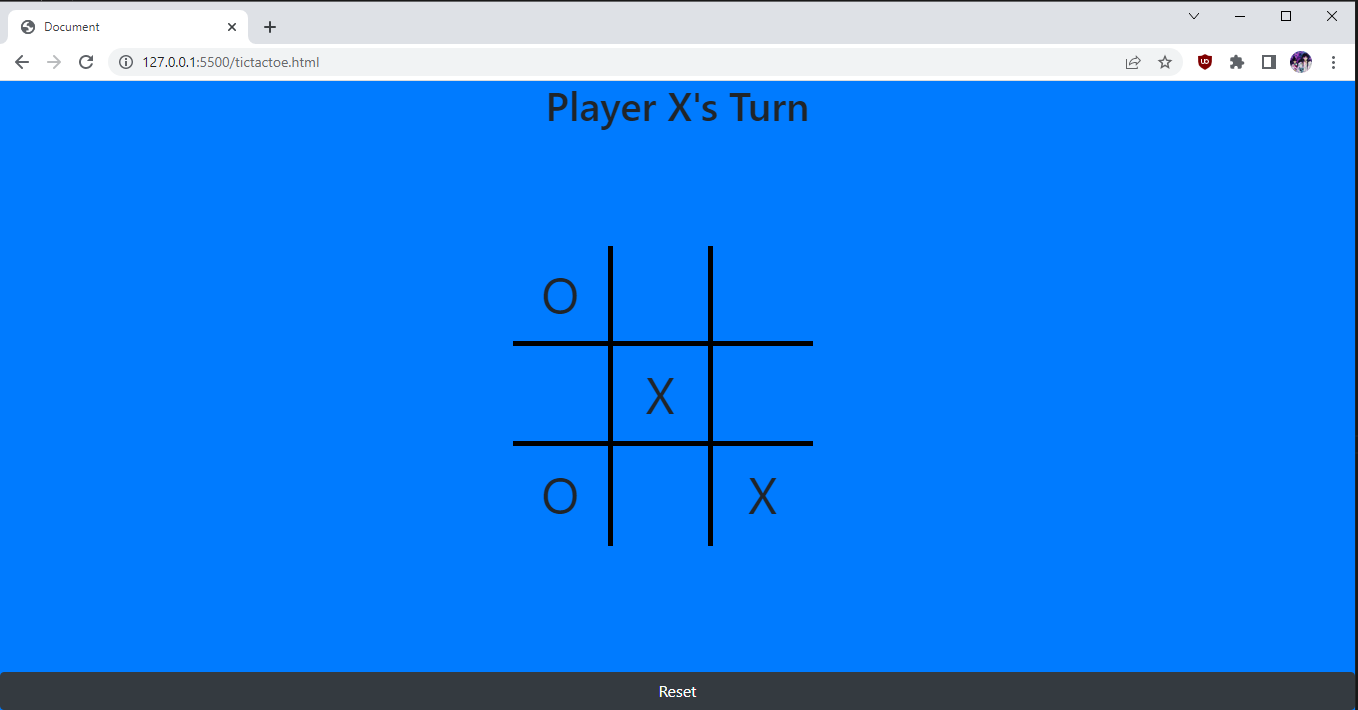 Document
127.0.0.1:5500/tictactoe.html
Player X's Turn
O
X
O X
Reset